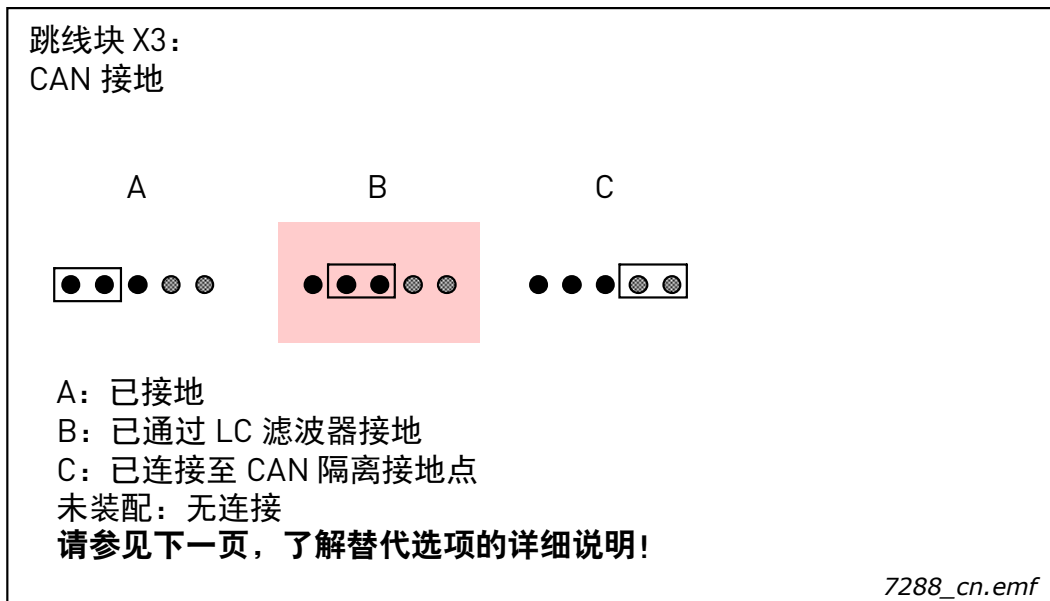 跳线块 X3：
CAN 接地
A B C
A：已接地
B：已通过 LC 滤波器接地
C：已连接至 CAN 隔离接地点
未装配：无连接
请参见下一页，了解替代选项的详细说明！
7288_cn.emf